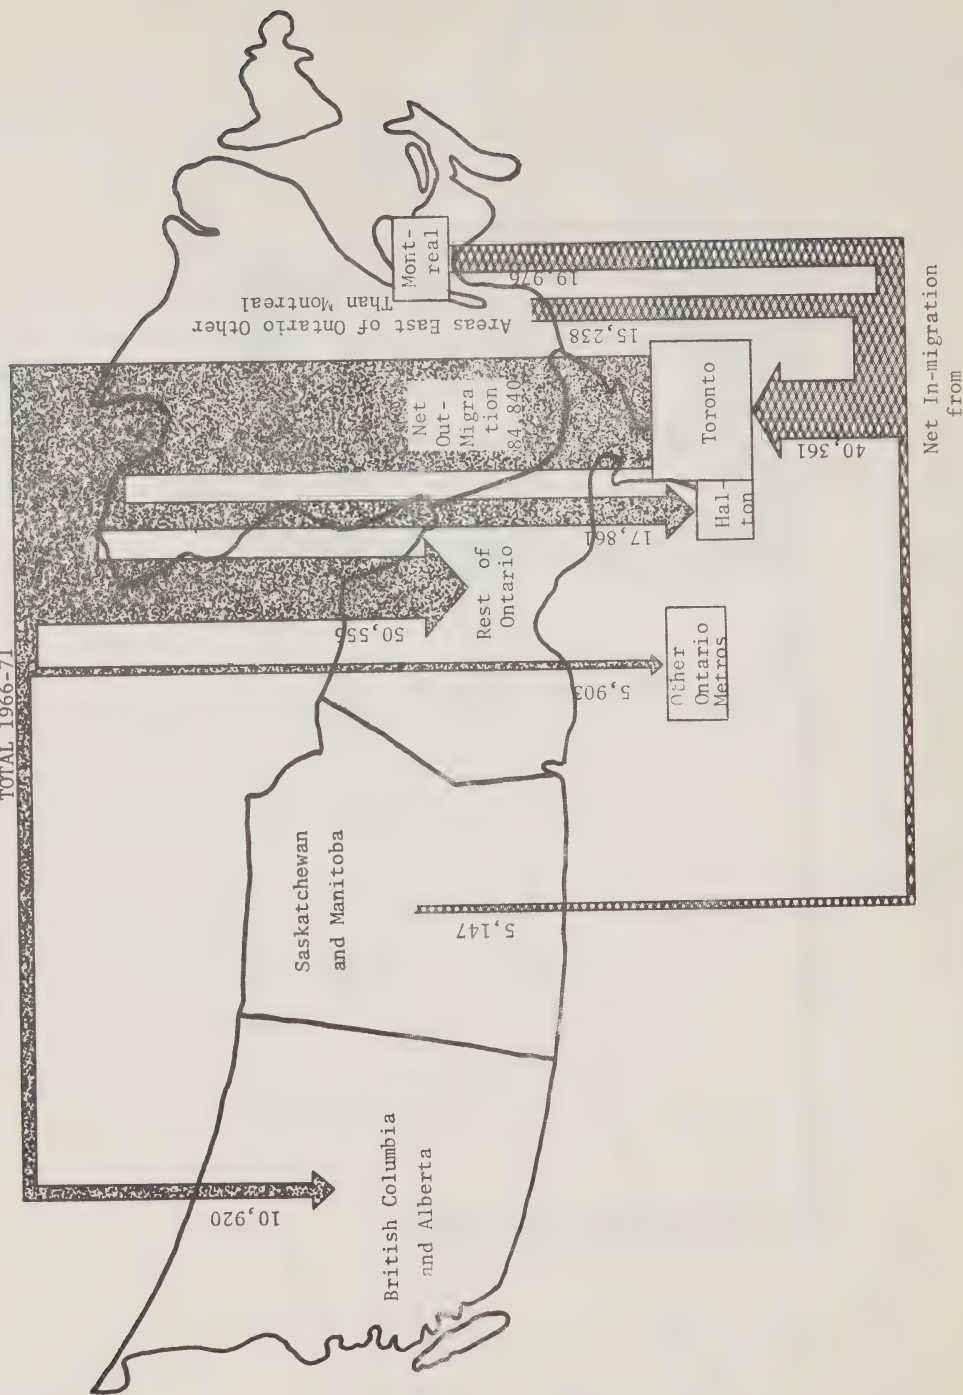 TOTAL 1966-71
Areas East of Ontario Other
Than Montreal
Mont-
real
19,976
15,238
Net
Out-
Migra
tion
84,840
Toronto
Hal-
ton
17,861
40,361
Net In-migration
from
Rest of
Ontario
50,556
Other
Ontario
Metros
5,903
Saskatchewan
and Manitoba
5,147
British Columbia
and Alberta
10,920